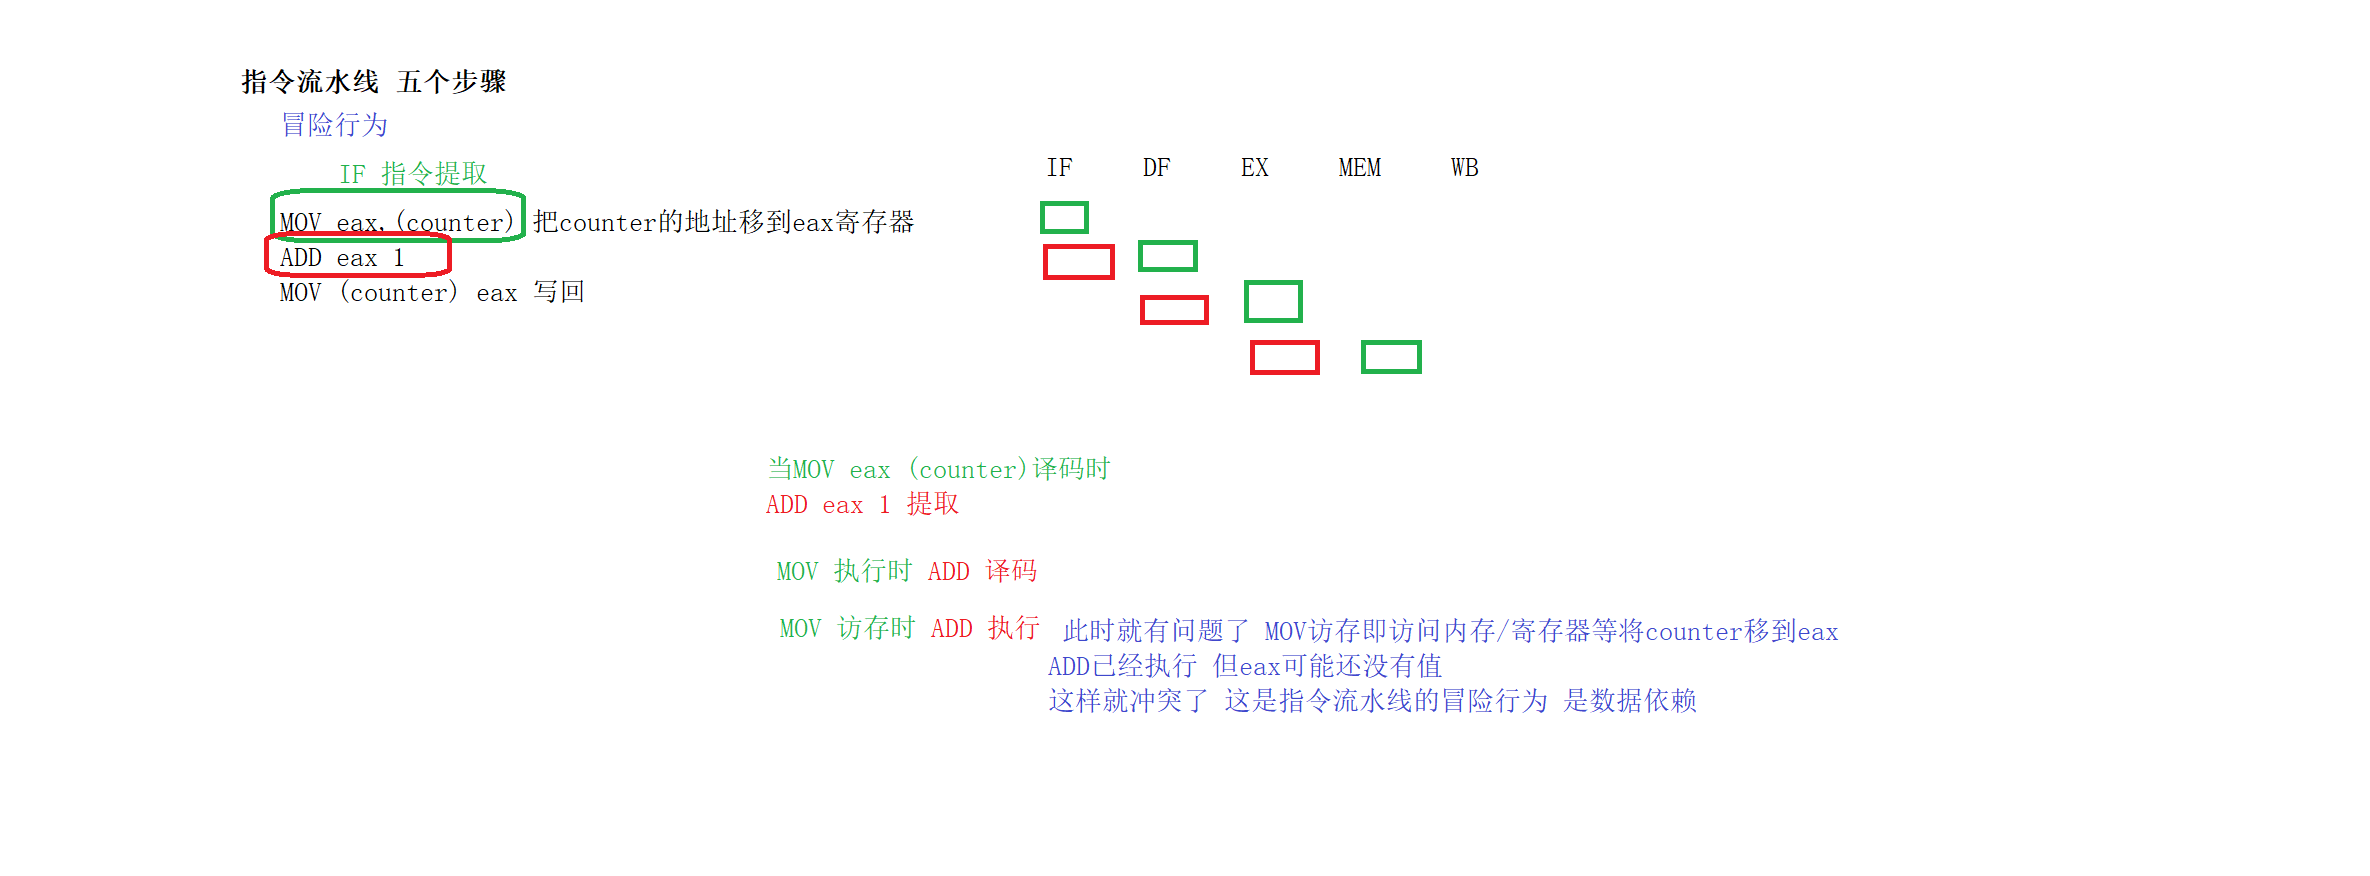 指令流水线 五个步骤
冒险行为
IF 指令提取
IF DF EX MEM WB
MOV eax,(counter) 把counter的地址移到eax寄存器
ADD eax 1
MOV (counter) eax 写回
当MOV eax (counter)译码时
ADD eax 1 提取
MOV 执行时 ADD 译码
MOV 访存时 ADD 执行 此时就有问题了 MOV访存即访问内存/寄存器等将counter移到eax
ADD已经执行 但eax可能还没有值
这样就冲突了 这是指令流水线的冒险行为 是数据依赖